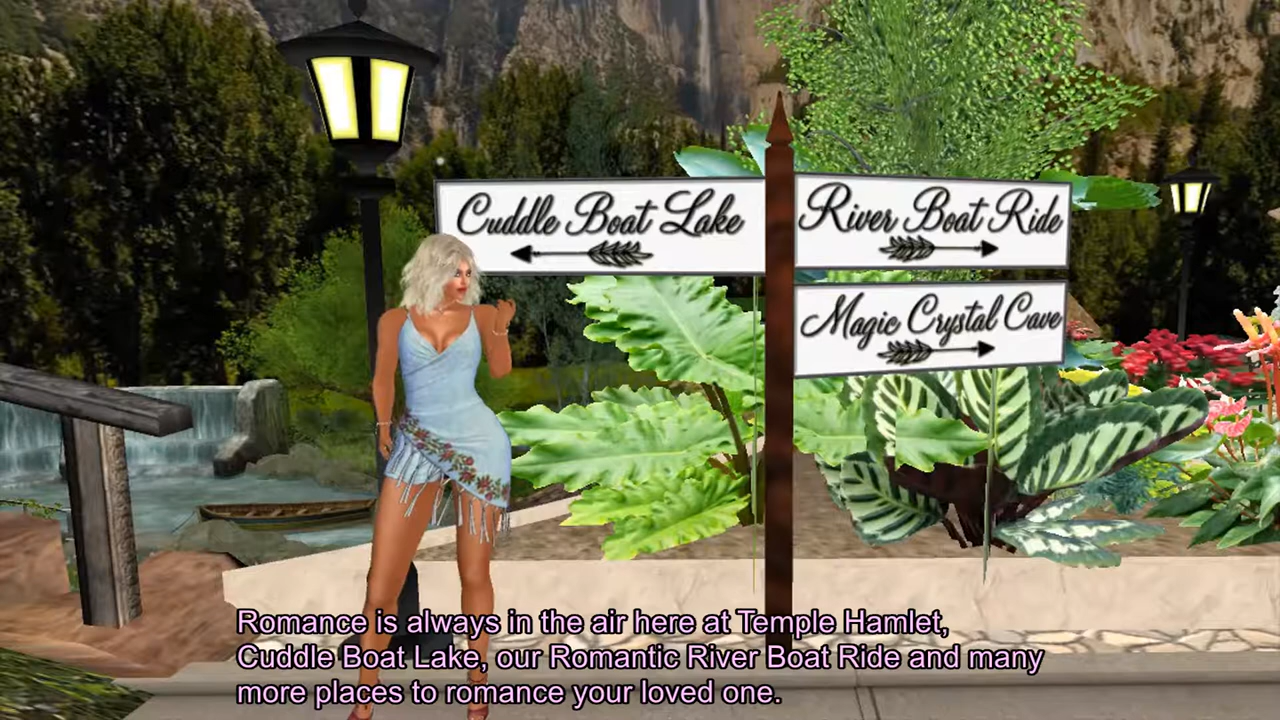 Cuddle Boat Lake
River Boat Ride
Magic Crystal Cave
Romance is always in the air here at Temple Hamlet,
Cuddle Boat Lake, our Romantic River Boat Ride and many
more places to romance your loved one.